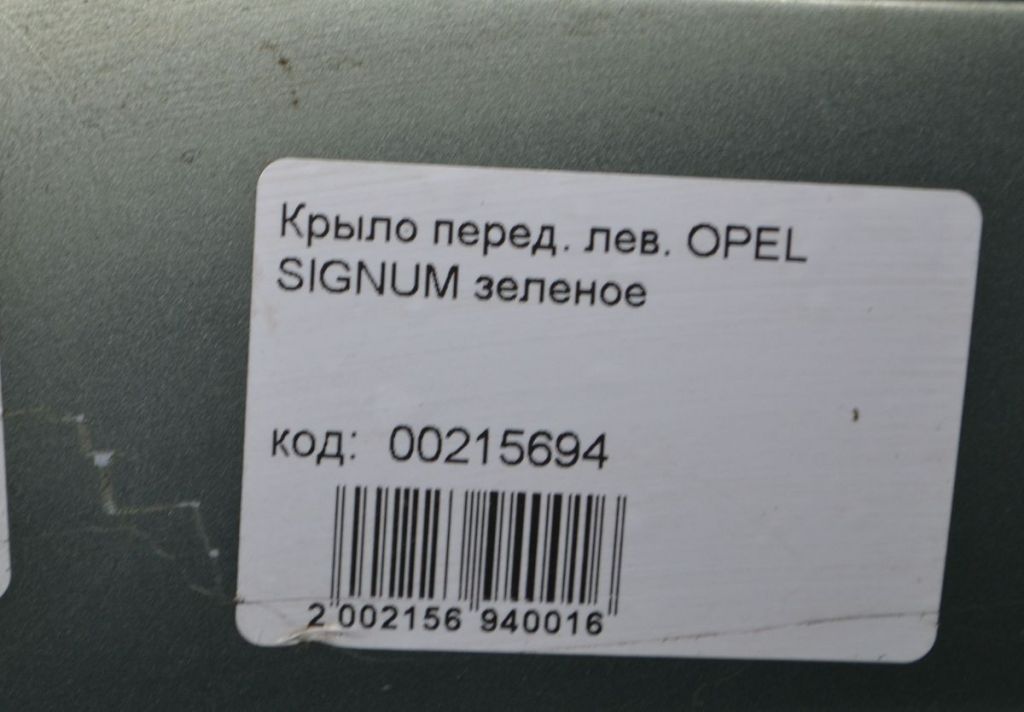 Крыло перед. лев. OPEL
SIGNUM зеленое
код: 00215694
2 002156 940016